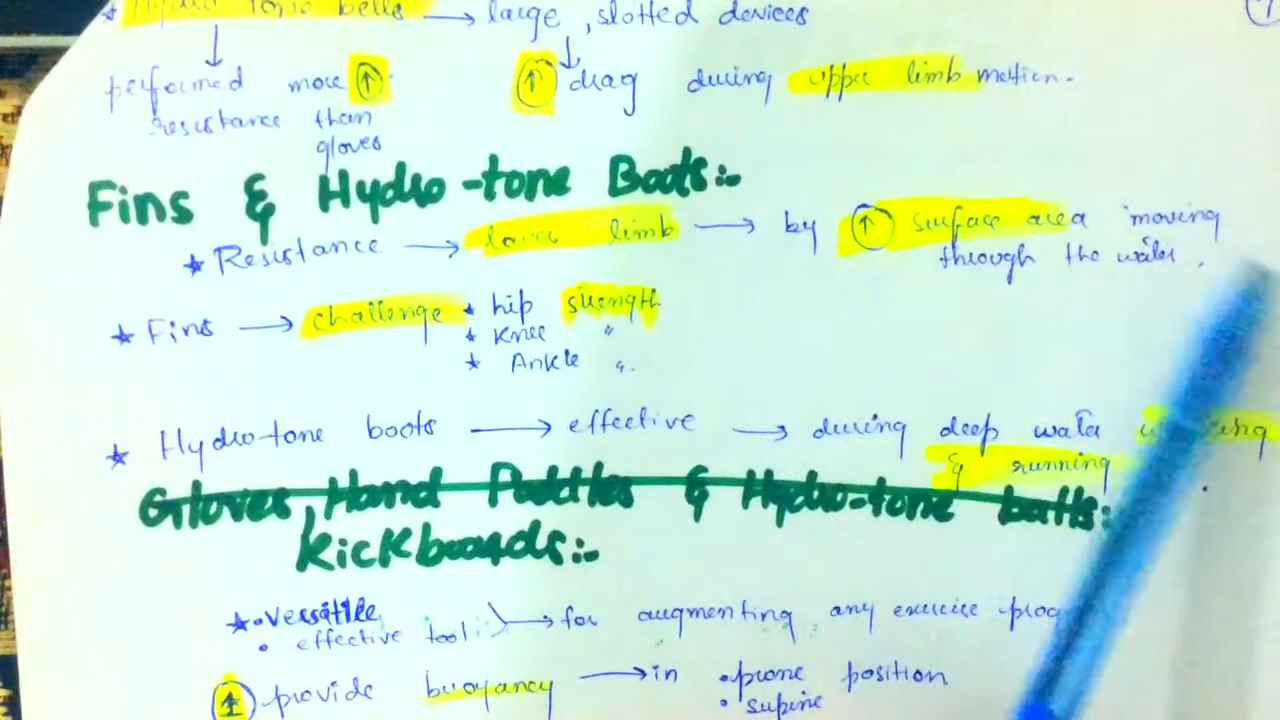 ★ Hydro tone bells → large, slotted devices
↓ ↓
performed more ↑ ↑ drag during upper limb motion.
resistance than
gloves
Fins & Hydro-tone Boots:-
★ Resistance → lower limb → by ↑ surface area moving
through the water.
★ Fins → challenge ★ hip strength
★ Knee "
★ Ankle "
★ Hydro-tone boots → effective → during deep water
& running
Gloves, Hand Paddles & Hydro-tone balls:
Kickboards:-
★ • Versatile
• effective tool → for augmenting any exercise prog
↑ provide buoyancy → in • prone position
• supine